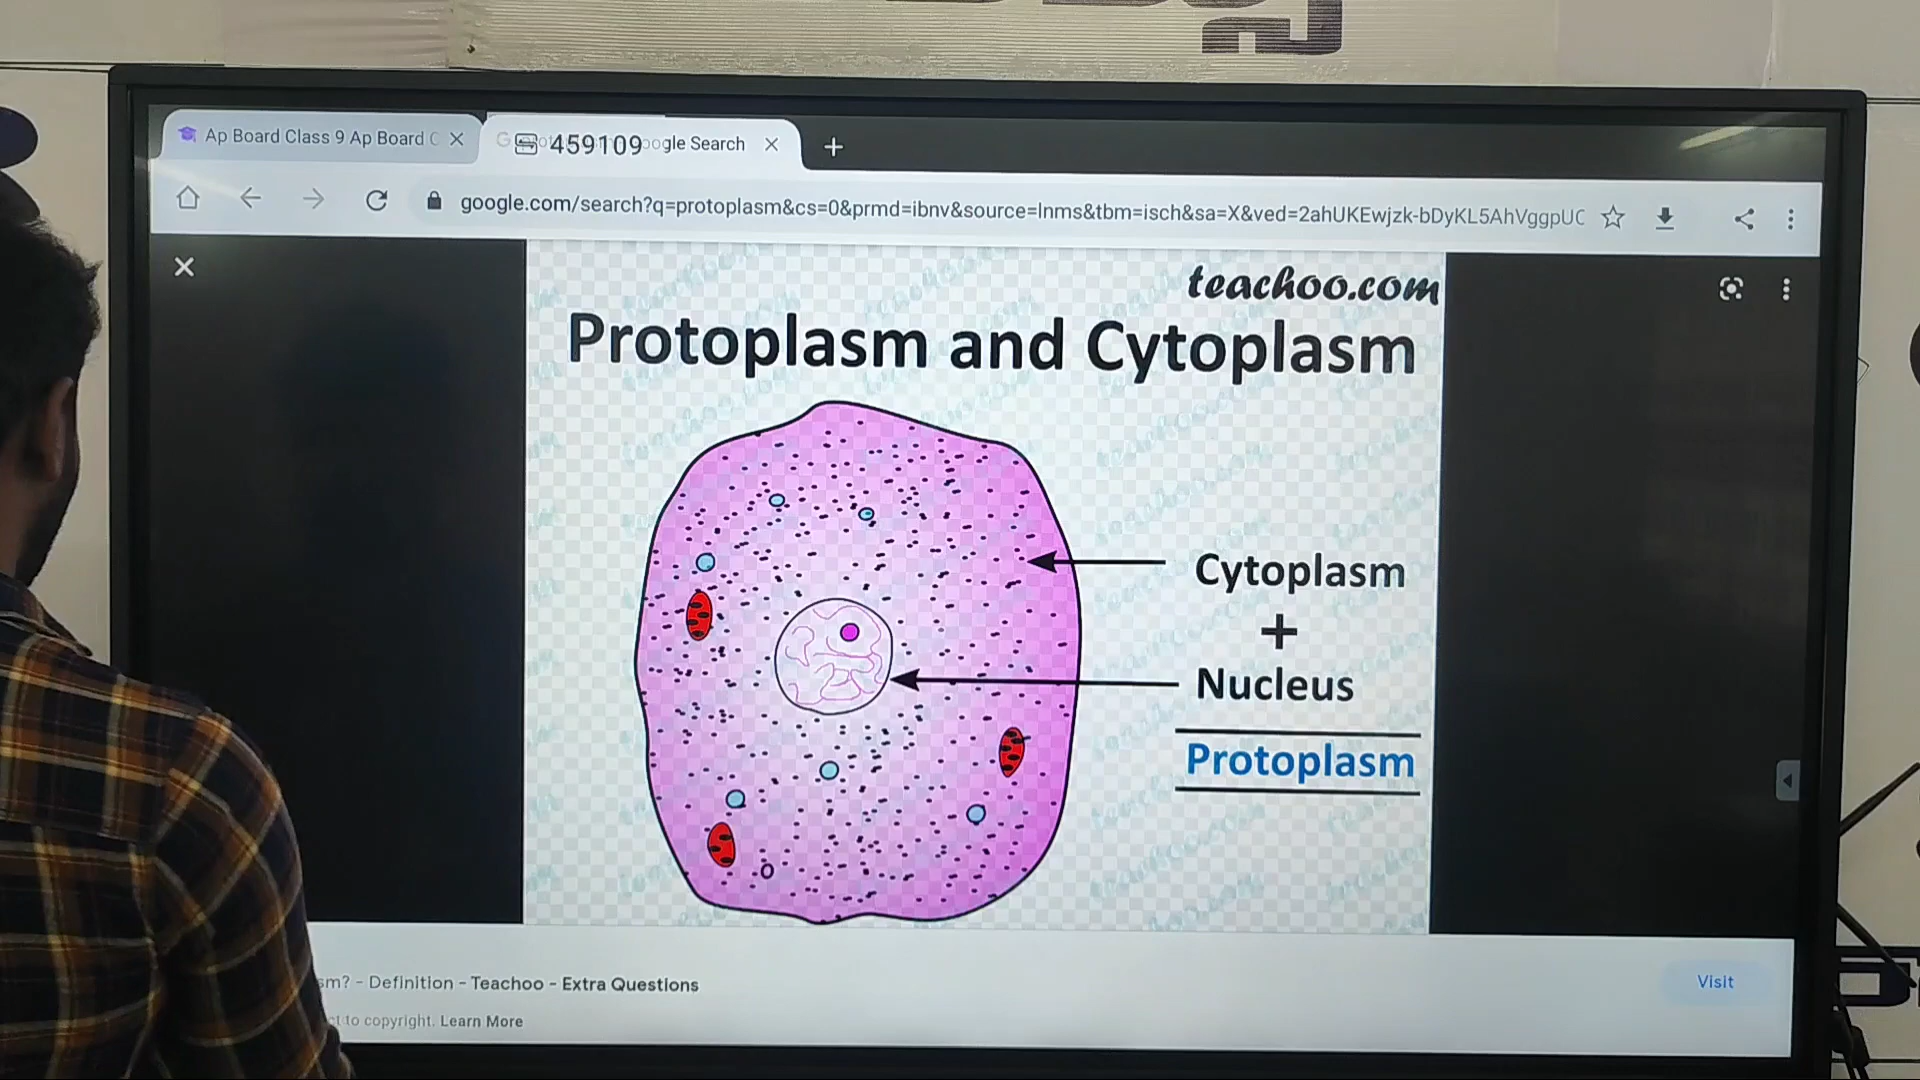 Ap Board Class 9 Ap Board
459109
ogle Search
google.com/search?q=protoplasm&cs=0&prmd=ibnv&source=lnms&tbm=isch&sa=X&ved=2ahUKEwjzk-bDyKL5AhVggpUC
teachoo.com
Protoplasm and Cytoplasm
Cytoplasm
+
Nucleus
Protoplasm
sm? - Definition - Teachoo - Extra Questions
ct to copyright. Learn More
Visit